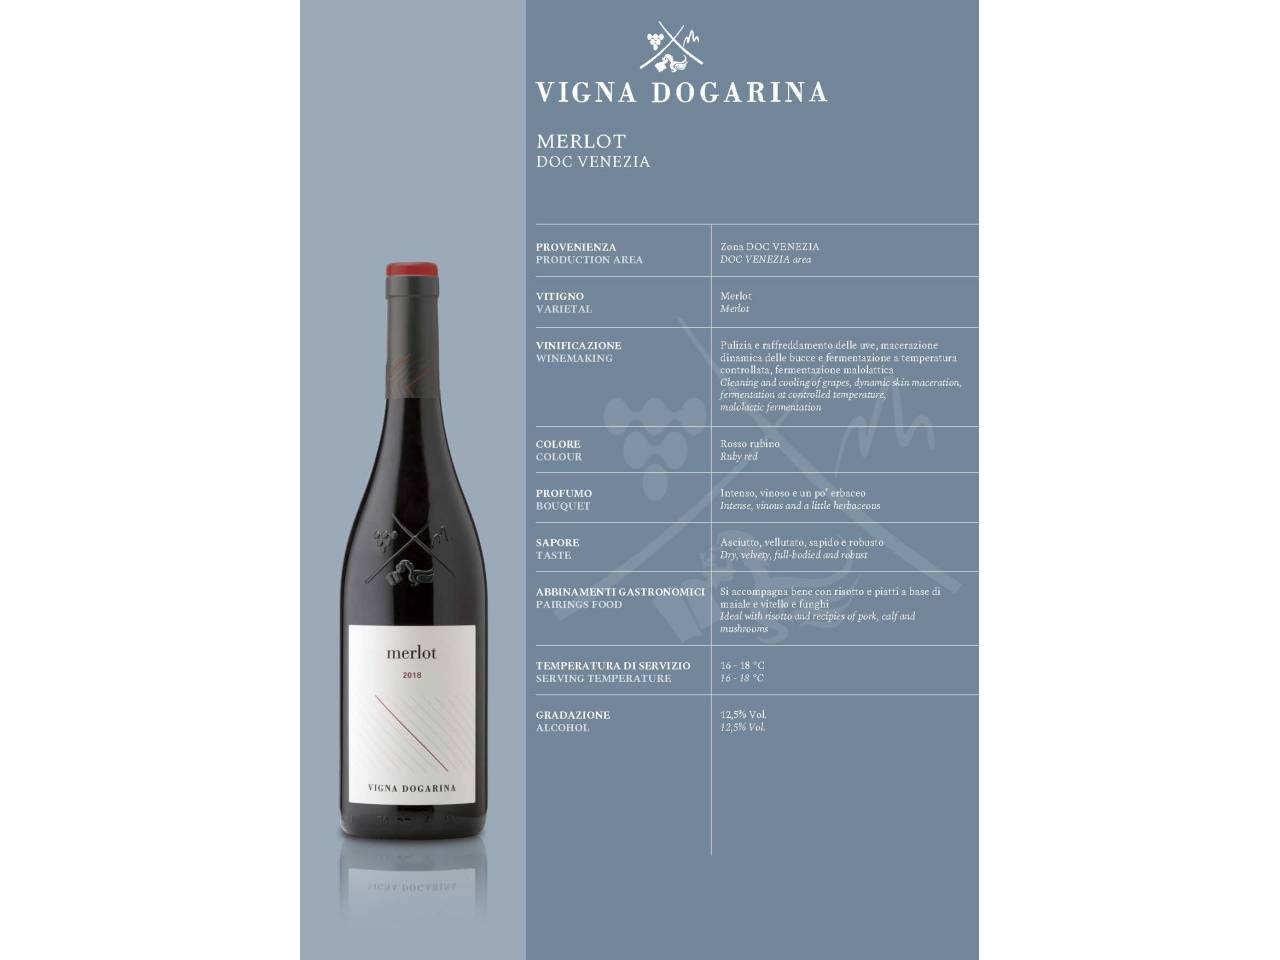 VIGNA DOGARINA
MERLOT
DOC VENEZIA
PROVENIENZA
PRODUCTION AREA
Zona DOC VENEZIA
DOC VENEZIA area
VITIGNO
VARIETAL
Merlot
Merlot
VINIFICAZIONE
WINEMAKING
Pulizia e raffreddamento delle uve, macerazione
dinamica delle bucce e fermentazione a temperatura
controllata, fermentazione malolattica
Cleaning and cooling of grapes, dynamic skin maceration,
fermentation at controlled temperature,
malolactic fermentation
COLORE
COLOUR
Rosso rubino
Ruby red
PROFUMO
BOUQUET
Intenso, vinoso e un po' erbaceo
Intense, vinous and a little herbaceous
SAPORE
TASTE
Asciutto, vellutato, sapido e robusto
Dry, velvety, full-bodied and robust
ABBINAMENTI GASTRONOMICI
PAIRINGS FOOD
Si accompagna bene con risotto e piatti a base di
maiale e vitello e funghi
Ideal with risotto and recipies of pork, calf and
mushrooms
TEMPERATURA DI SERVIZIO
SERVING TEMPERATURE
16 - 18 °C
16 - 18 °C
GRADAZIONE
ALCOHOL
12,5% Vol.
12,5% Vol.
merlot
2018
VIGNA DOGARINA